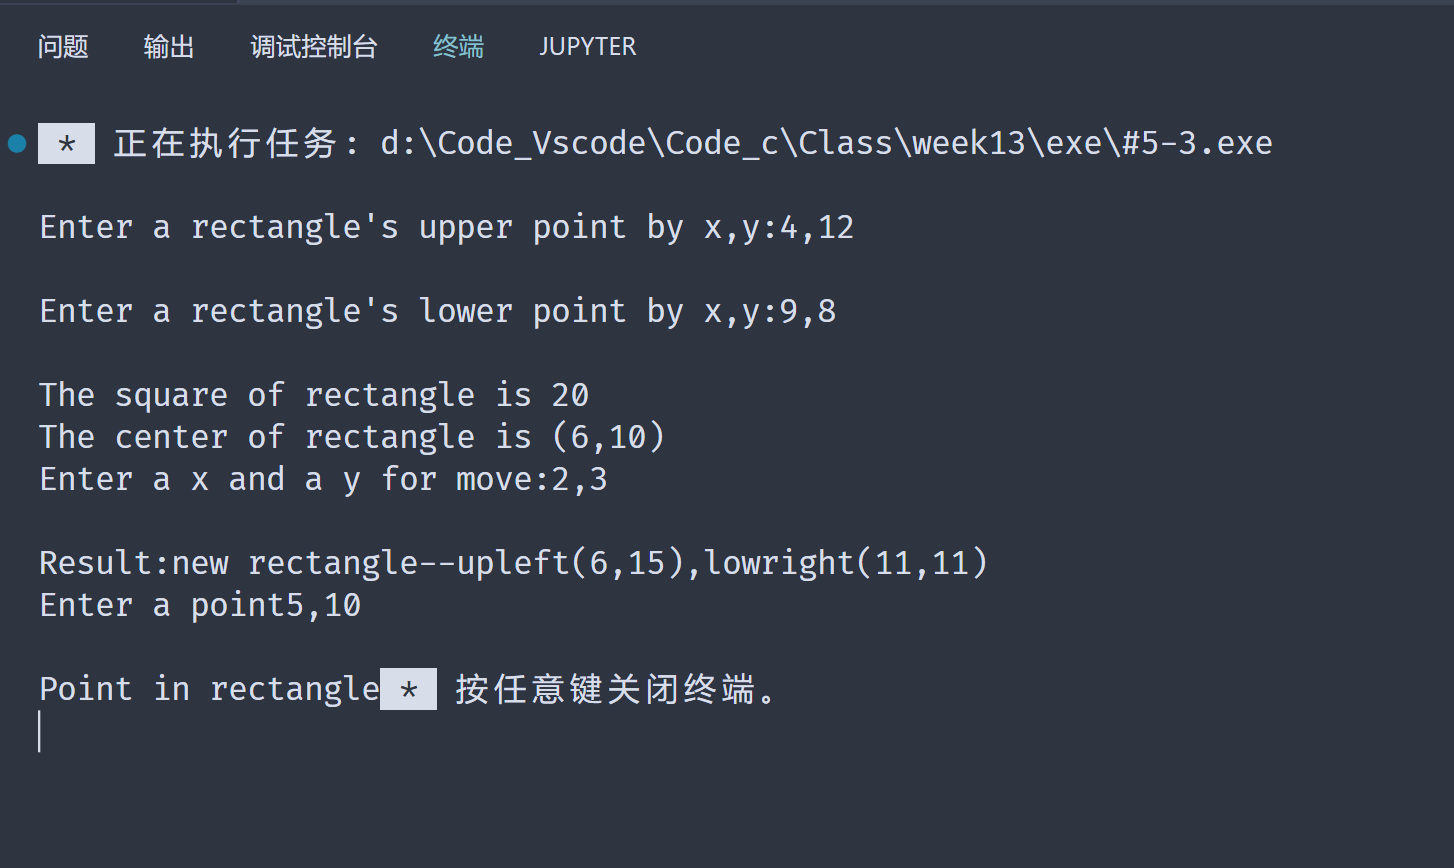 问题 输出 调试控制台 终端 JUPYTER
* 正在执行任务: d:\Code_Vscode\Code_c\Class\week13\exe\#5-3.exe
Enter a rectangle's upper point by x,y:4,12
Enter a rectangle's lower point by x,y:9,8
The square of rectangle is 20
The center of rectangle is (6,10)
Enter a x and a y for move:2,3
Result:new rectangle--upleft(6,15),lowright(11,11)
Enter a point5,10
Point in rectangle * 按任意键关闭终端。